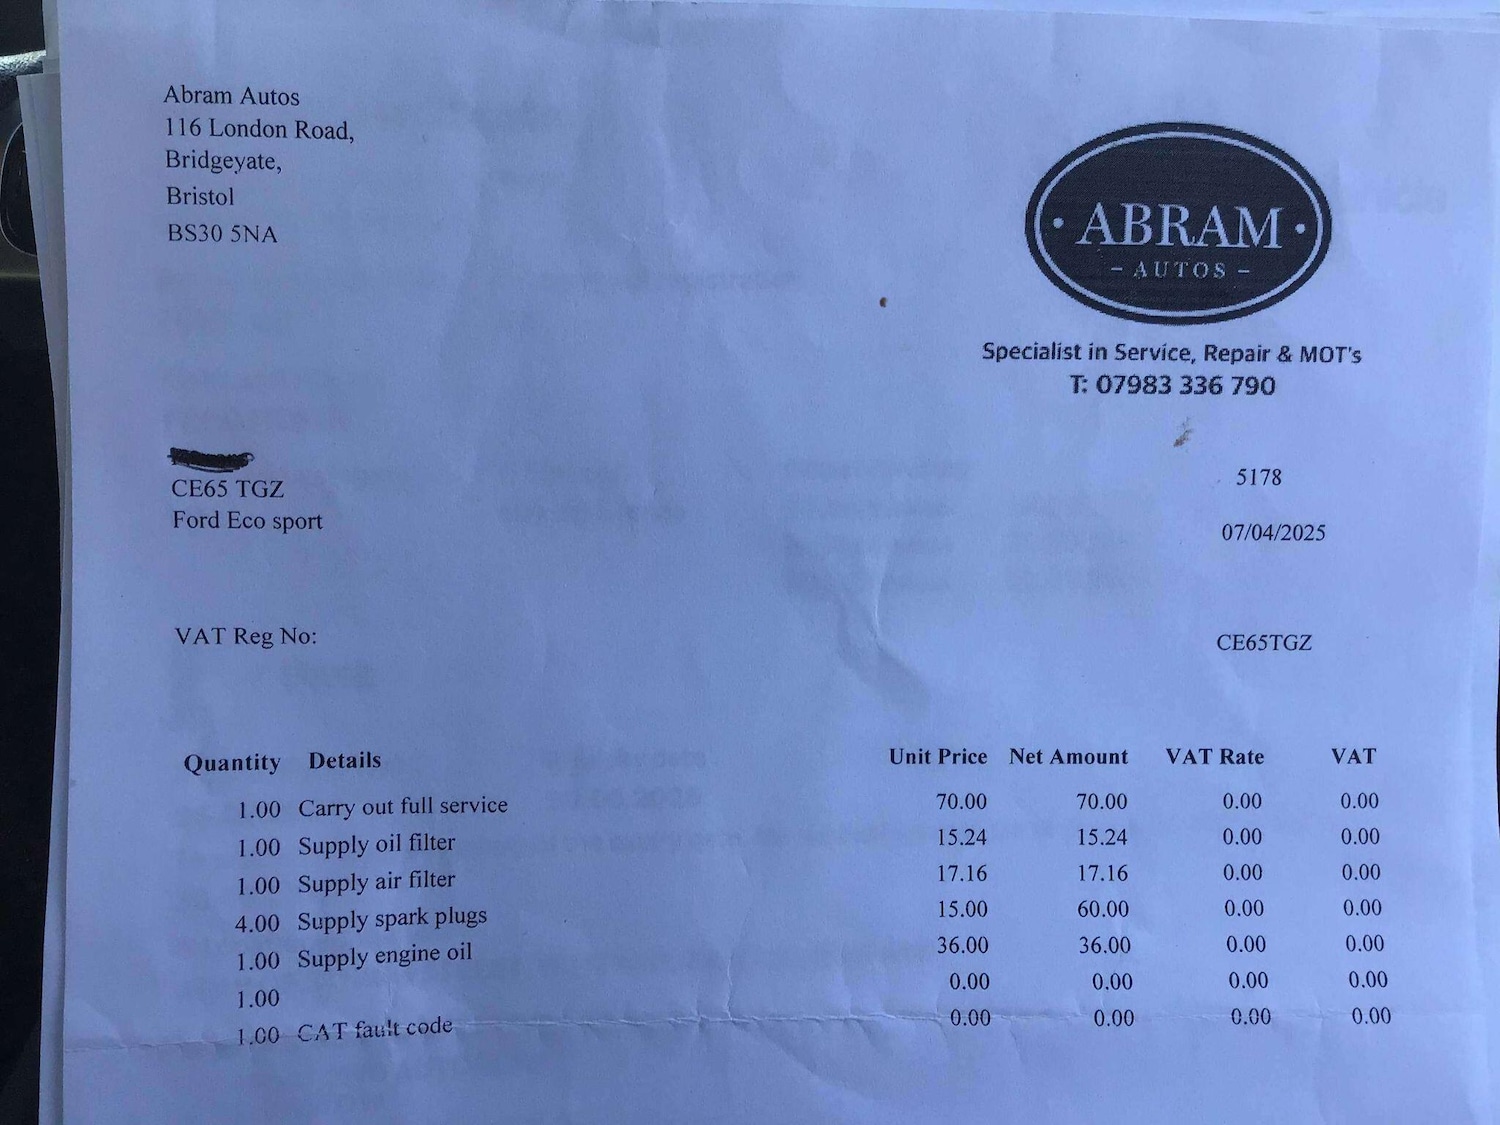 Abram Autos
116 London Road,
Bridgeyate,
Bristol
BS30 5NA
· ABRAM ·
- AUTOS -
Specialist in Service, Repair & MOT's
T: 07983 336 790
CE65 TGZ
Ford Eco sport
5178
07/04/2025
VAT Reg No:
CE65TGZ
Quantity Details Unit Price Net Amount VAT Rate VAT
1.00 Carry out full service 70.00 70.00 0.00 0.00
1.00 Supply oil filter 15.24 15.24 0.00 0.00
1.00 Supply air filter 17.16 17.16 0.00 0.00
4.00 Supply spark plugs 15.00 60.00 0.00 0.00
1.00 Supply engine oil 36.00 36.00 0.00 0.00
1.00 0.00 0.00 0.00 0.00
1.00 CAT fault code 0.00 0.00 0.00 0.00